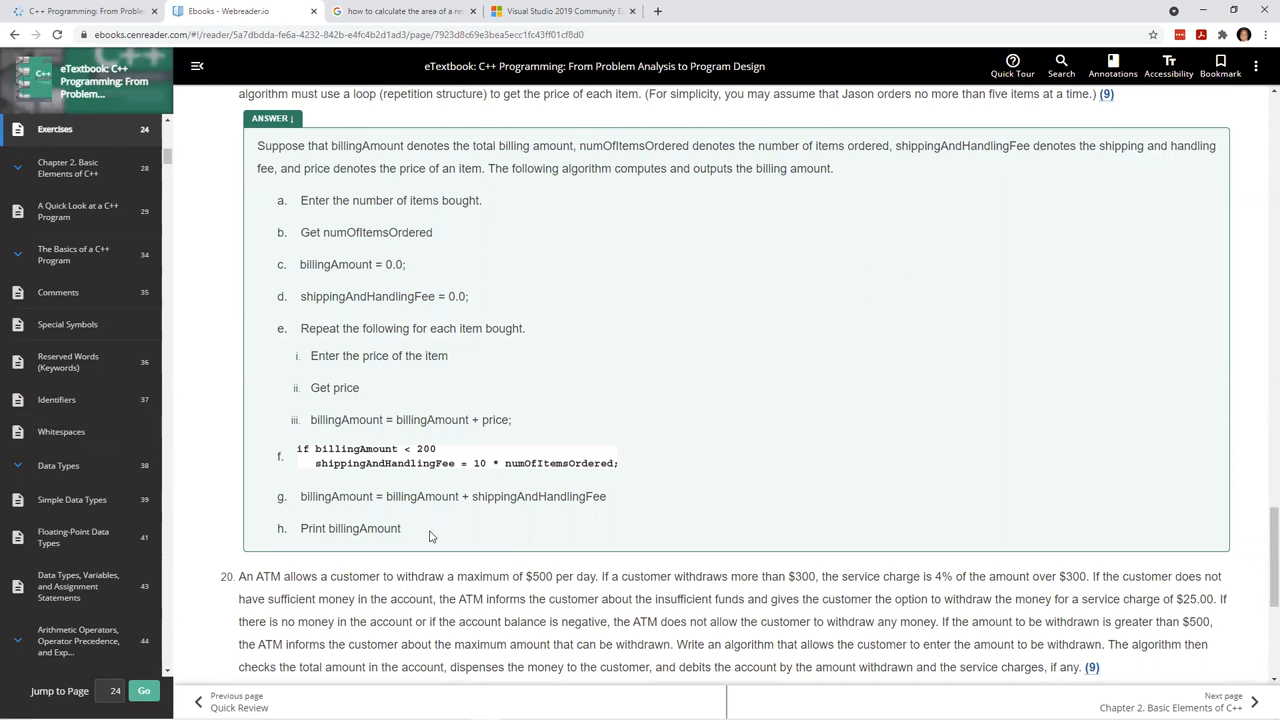 C++ Programming: From Problem
Ebooks - Webreader.io
how to calculate the area of a re
Visual Studio 2019 Community E
ebooks.cenreader.com/#!/reader/5a7dbdda-fe6a-4232-842b-e4fc4b2d1ad3/page/7923d8c69e3bea5ecc1fc43ff01cf8d0
C++
eTextbook: C++
Programming: From
Problem...
eTextbook: C++ Programming: From Problem Analysis to Program Design
Quick Tour
Search
Annotations
Accessibility
Bookmark
Exercises 24
Chapter 2. Basic
Elements of C++ 28
A Quick Look at a C++
Program 29
The Basics of a C++
Program 34
Comments 35
Special Symbols
Reserved Words
(Keywords) 36
Identifiers 37
Whitespaces
Data Types 38
Simple Data Types 39
Floating-Point Data
Types 41
Data Types, Variables,
and Assignment
Statements 43
Arithmetic Operators,
Operator Precedence,
and Exp... 44
Jump to Page 24 Go
algorithm must use a loop (repetition structure) to get the price of each item. (For simplicity, you may assume that Jason orders no more than five items at a time.) (9)
ANSWER ↓
Suppose that billingAmount denotes the total billing amount, numOfItemsOrdered denotes the number of items ordered, shippingAndHandlingFee denotes the shipping and handling
fee, and price denotes the price of an item. The following algorithm computes and outputs the billing amount.
a. Enter the number of items bought.
b. Get numOfItemsOrdered
c. billingAmount = 0.0;
d. shippingAndHandlingFee = 0.0;
e. Repeat the following for each item bought.
i. Enter the price of the item
ii. Get price
iii. billingAmount = billingAmount + price;
f. if billingAmount < 200
shippingAndHandlingFee = 10 * numOfItemsOrdered;
g. billingAmount = billingAmount + shippingAndHandlingFee
h. Print billingAmount
20. An ATM allows a customer to withdraw a maximum of $500 per day. If a customer withdraws more than $300, the service charge is 4% of the amount over $300. If the customer does not
have sufficient money in the account, the ATM informs the customer about the insufficient funds and gives the customer the option to withdraw the money for a service charge of $25.00. If
there is no money in the account or if the account balance is negative, the ATM does not allow the customer to withdraw any money. If the amount to be withdrawn is greater than $500,
the ATM informs the customer about the maximum amount that can be withdrawn. Write an algorithm that allows the customer to enter the amount to be withdrawn. The algorithm then
checks the total amount in the account, dispenses the money to the customer, and debits the account by the amount withdrawn and the service charges, if any. (9)
Previous page
Quick Review
Next page
Chapter 2. Basic Elements of C++